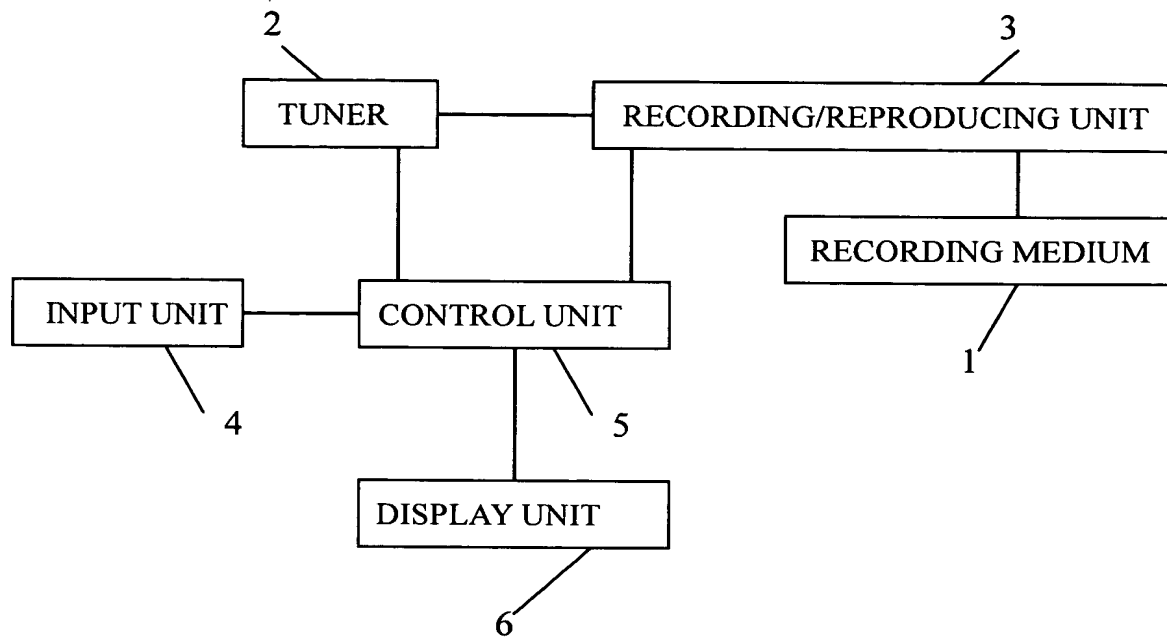 2
3
TUNER
RECORDING/REPRODUCING UNIT
RECORDING MEDIUM
INPUT UNIT
CONTROL UNIT
1
4
5
DISPLAY UNIT
6